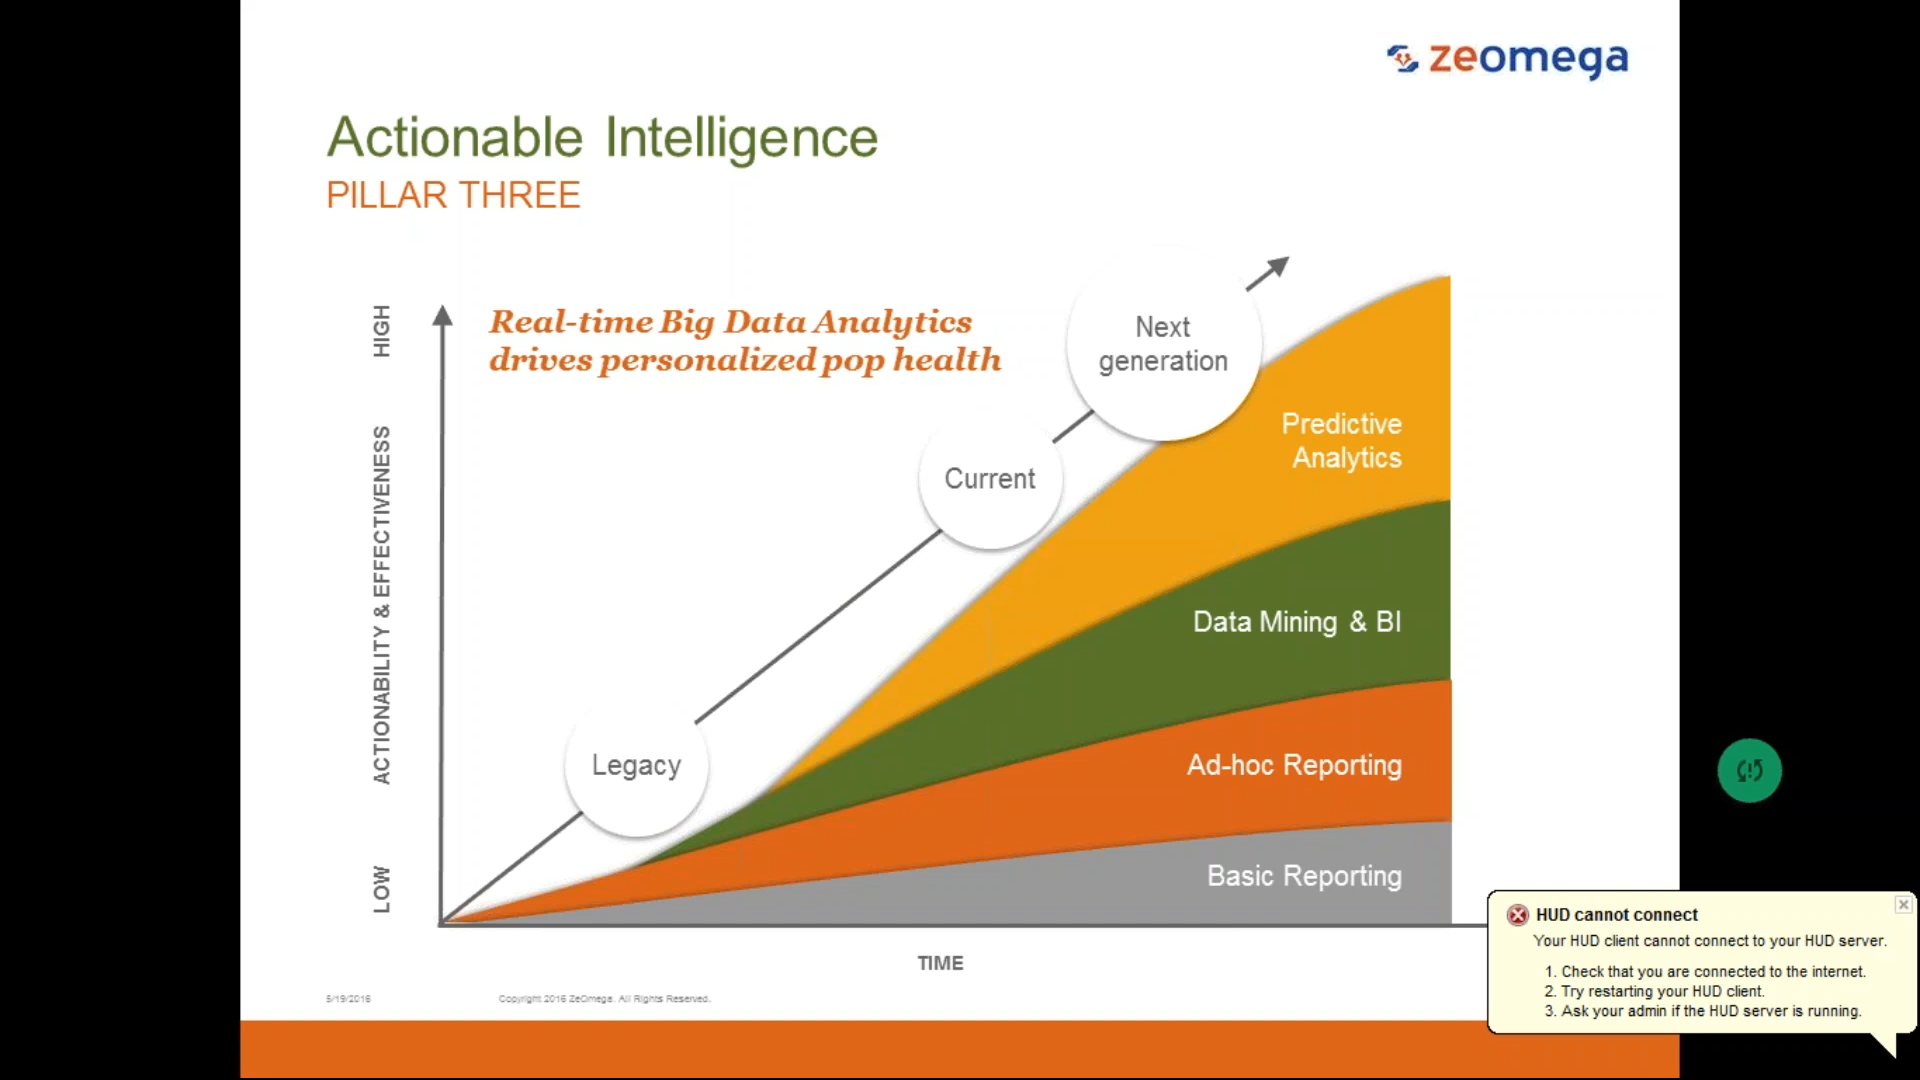 zeomega
Actionable Intelligence
PILLAR THREE
HIGH
Real-time Big Data Analytics
drives personalized pop health
Next
generation
Current
Predictive
Analytics
ACTIONABILITY & EFFECTIVENESS
Data Mining & BI
Legacy
Ad-hoc Reporting
LOW
Basic Reporting
TIME
5/19/2016
Copyright 2016 ZeOmega. All Rights Reserved.
HUD cannot connect
Your HUD client cannot connect to your HUD server.
1. Check that you are connected to the internet.
2. Try restarting your HUD client.
3. Ask your admin if the HUD server is running.